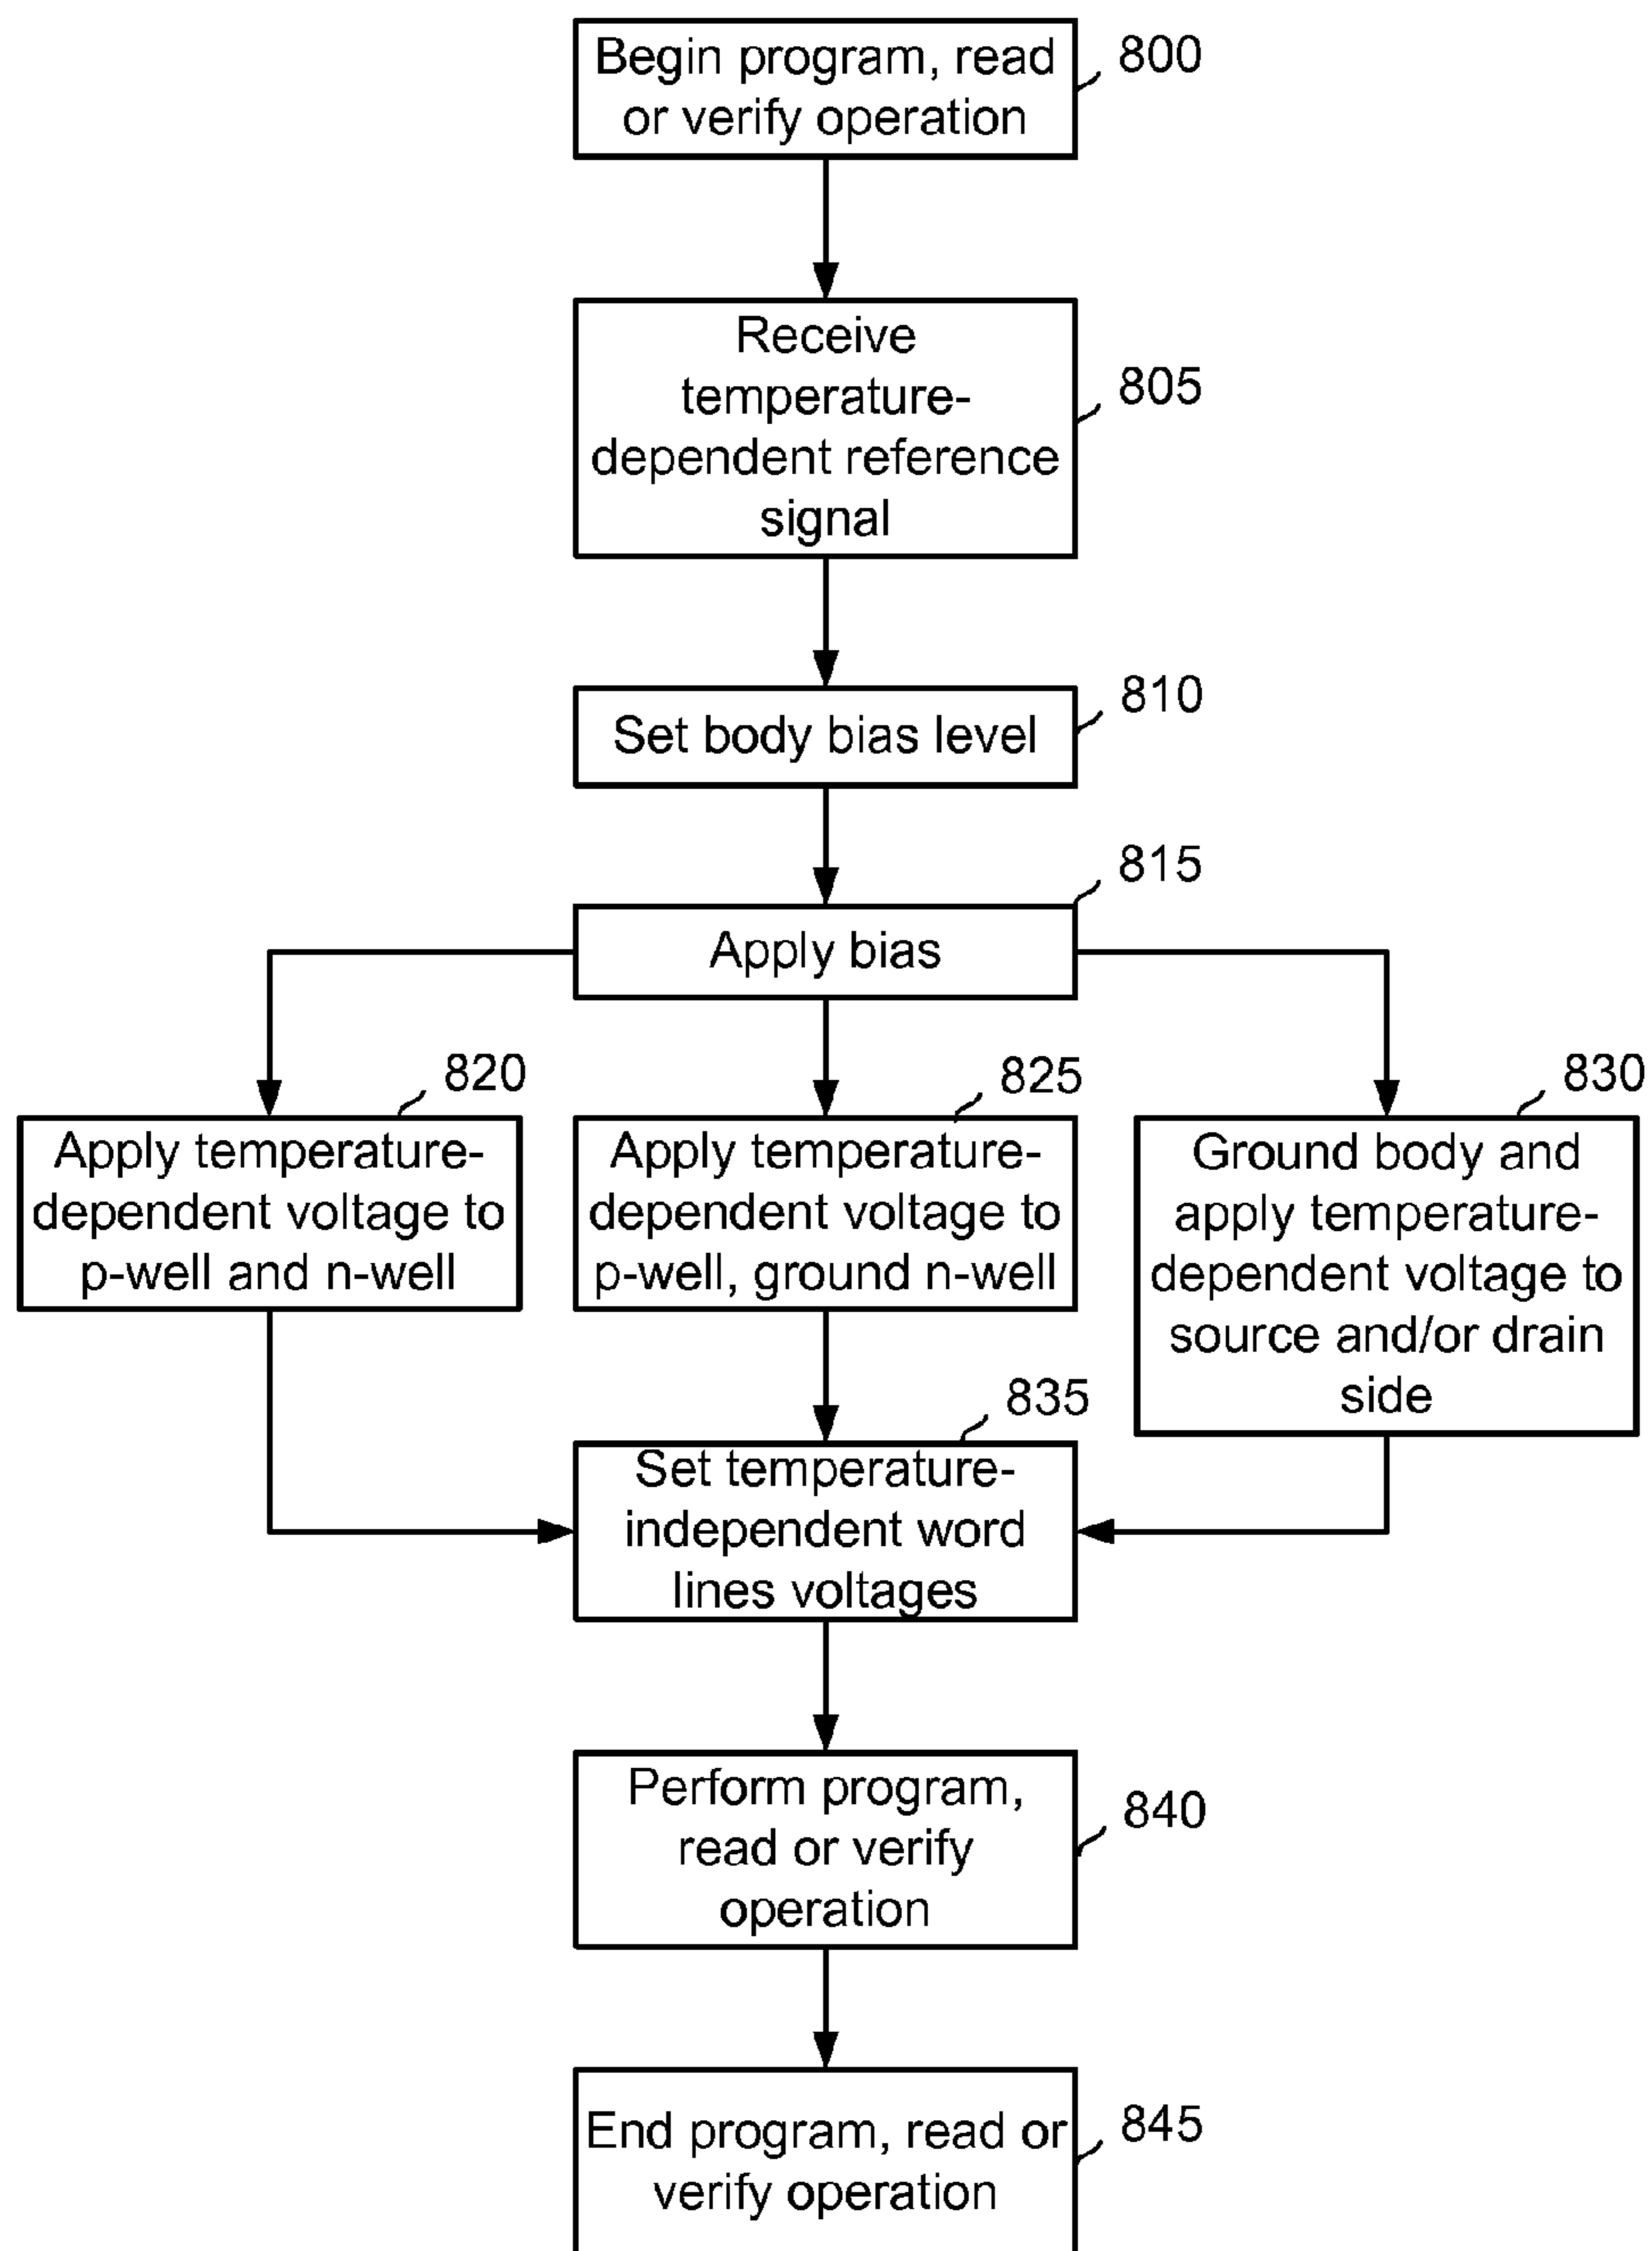 Begin program, read
or verify operation
800
Receive
temperature-
dependent reference
signal
805
Set body bias level
810
Apply bias
815
Apply temperature-
dependent voltage to
p-well and n-well
820
Apply temperature-
dependent voltage to
p-well, ground n-well
825
Ground body and
apply temperature-
dependent voltage to
source and/or drain
side
830
Set temperature-
independent word
lines voltages
835
Perform program,
read or verify
operation
840
End program, read or
verify operation
845